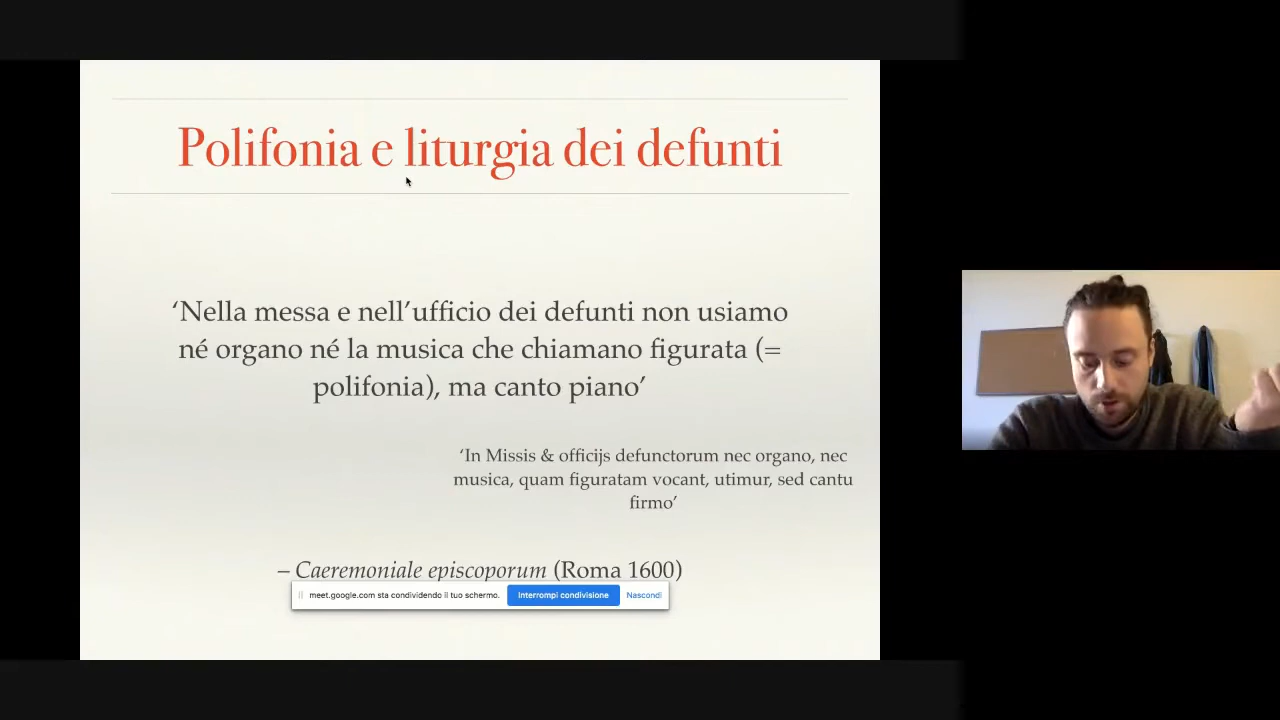 Polifonia e liturgia dei defunti
‘Nella messa e nell’ufficio dei defunti non usiamo
né organo né la musica che chiamano figurata (=
polifonia), ma canto piano’
‘In Missis & officijs defunctorum nec organo, nec
musica, quam figuratam vocant, utimur, sed cantu
firmo’
– Caeremoniale episcoporum (Roma 1600)
meet.google.com sta condividendo il tuo schermo. Interrompi condivisione Nascondi